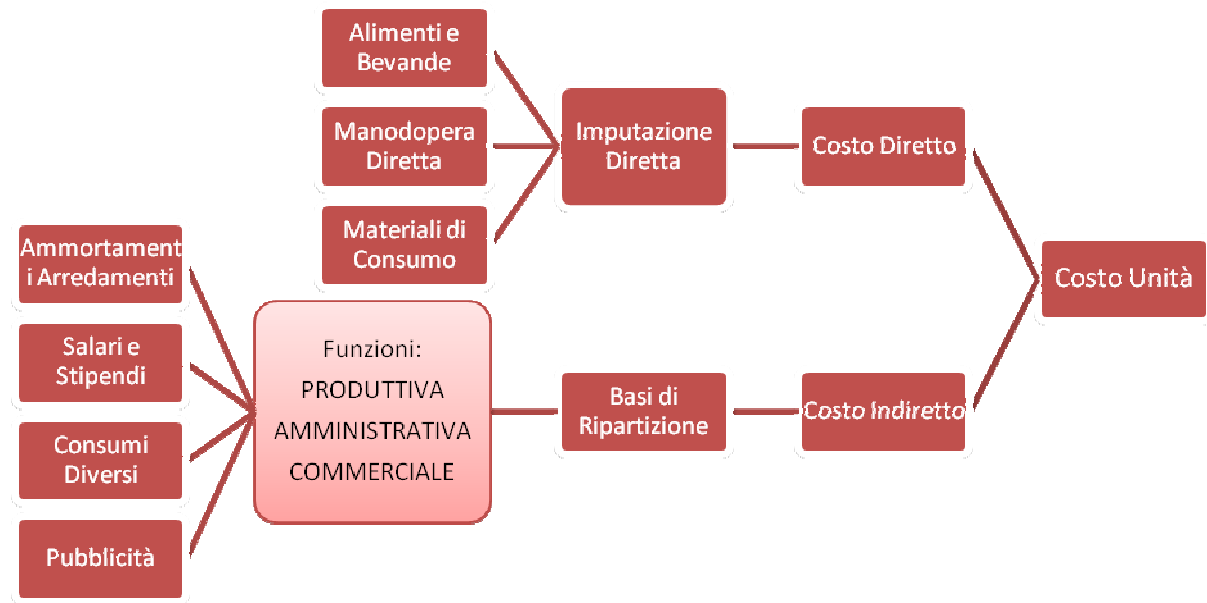 Alimenti e
Bevande
Manodopera
Diretta
Materiali di
Consumo
Imputazione
Diretta
Costo Diretto
Ammortament
i Arredamenti
Salari e
Stipendi
Consumi
Diversi
Pubblicità
Funzioni:
PRODUTTIVA
AMMINISTRATIVA
COMMERCIALE
Basi di
Ripartizione
Costo Indiretto
Costo Unità